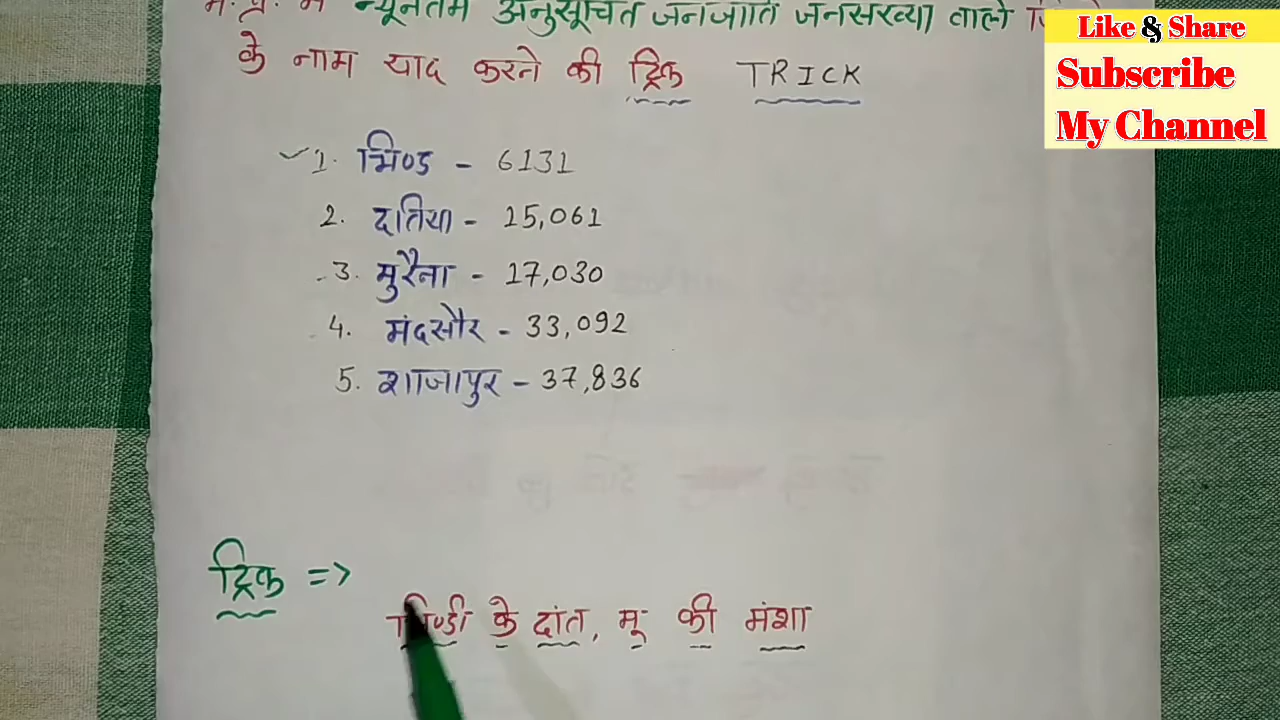 म. प्र. में न्यूनतम अनुसूचित जनजाति जनसंख्या वाले
के नाम याद करने की ट्रिक TRICK
1. भिण्ड - 6131
2. दतिया - 15,061
3. मुरैना - 17,030
4. मंदसौर - 33,092
5. शाजापुर - 37,836
ट्रिक =>
भिण्डी के दांत, मू की मंशा
Like & Share
Subscribe
My Channel